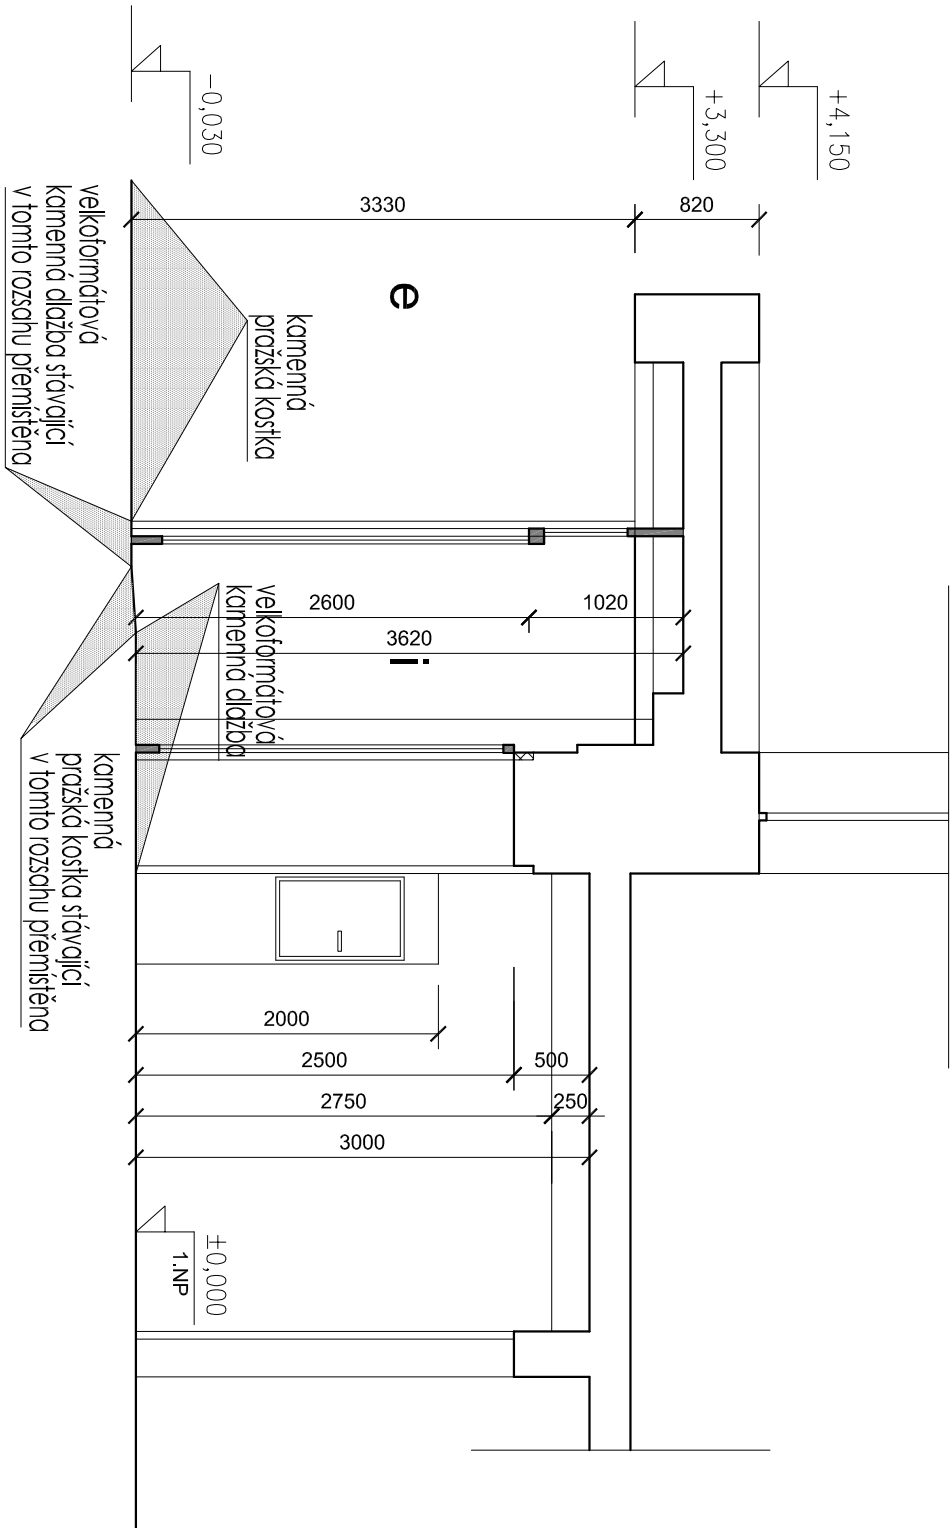 +4,150
+3,300
-0,030
3330
820
e
kamenná
pražská kostka
velkoformátová
kamenná dlažba stávající
v tomto rozsahu přemístěna
velkoformátová
kamenná dlažba
2600
1020
3620
i
kamenná
pražská kostka stávající
v tomto rozsahu přemístěna
2000
2500
500
2750
250
3000
±0,000
1.NP